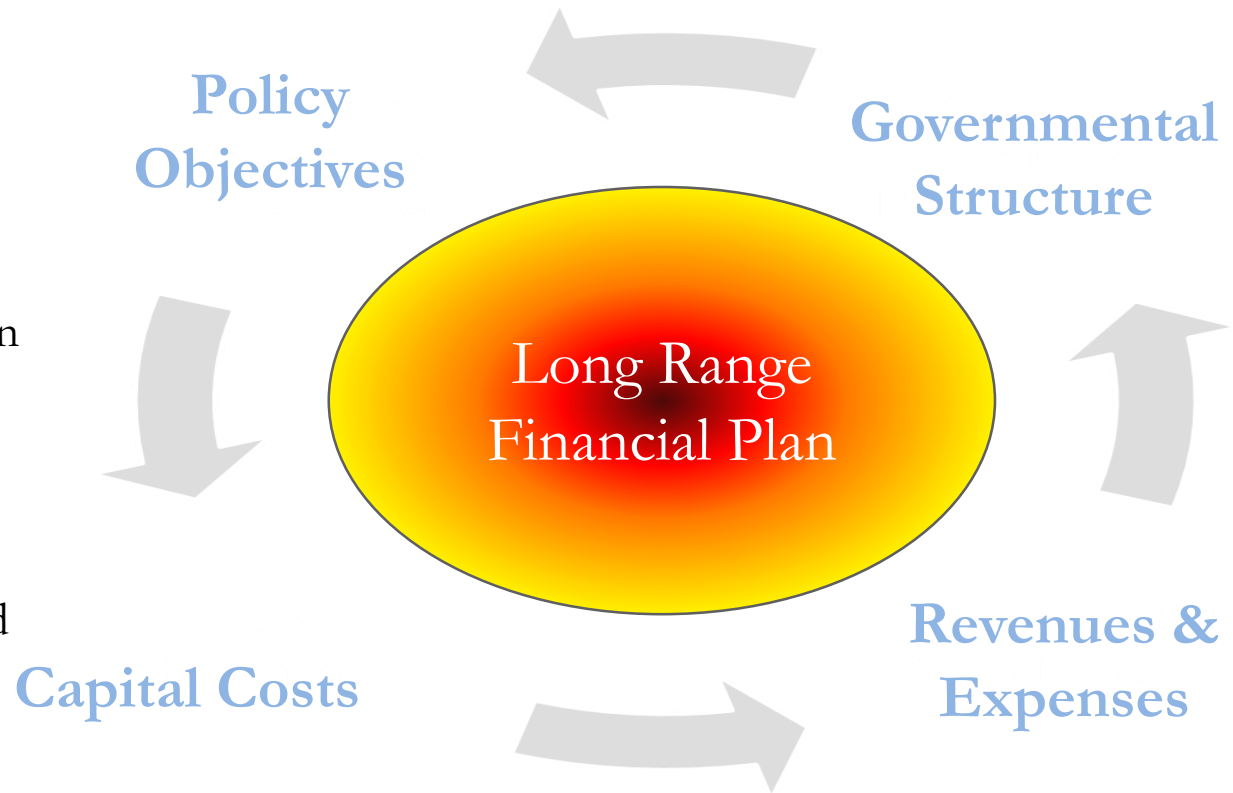 Policy
Objectives
Governmental
Structure
n
Long Range
Financial Plan
d
Capital Costs
Revenues &
Expenses